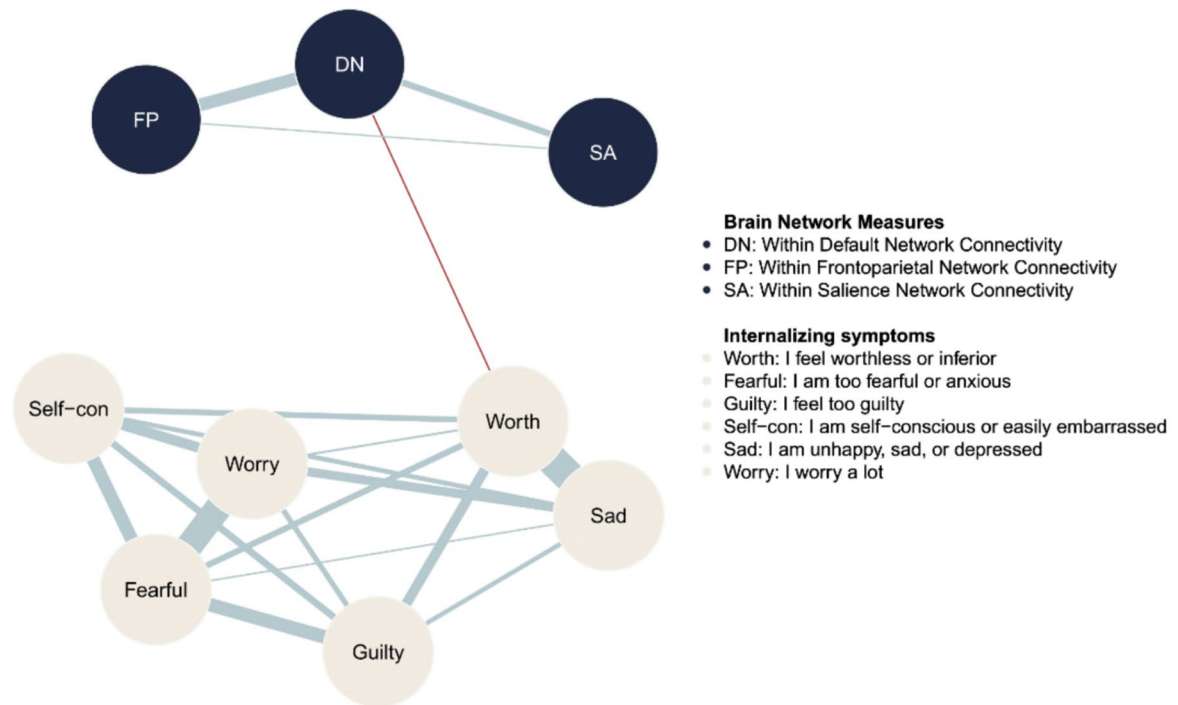 DN
FP
SA
Brain Network Measures
DN: Within Default Network Connectivity
FP: Within Frontoparietal Network Connectivity
SA: Within Salience Network Connectivity
Internalizing symptoms
Worth: I feel worthless or inferior
Fearful: I am too fearful or anxious
Guilty: I feel too guilty
Self−con: I am self−conscious or easily embarrassed
Sad: I am unhappy, sad, or depressed
Worry: I worry a lot
Self−con
Worth
Worry
Sad
Fearful
Guilty